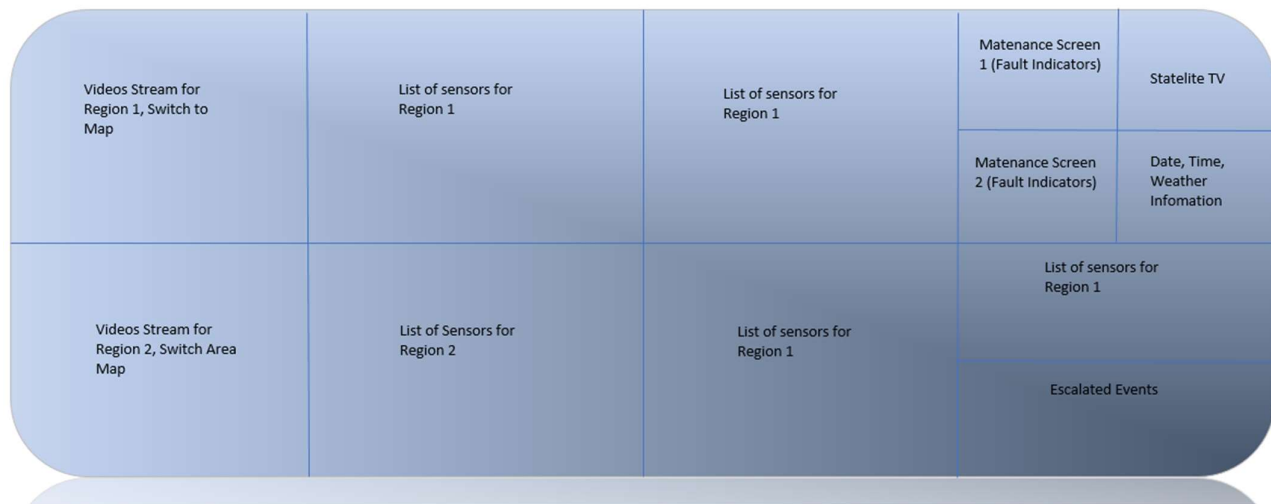 Videos Stream for
Region 1, Switch to
Map
List of sensors for
Region 1
List of sensors for
Region 1
Matenance Screen
1 (Fault Indicators)
Statelite TV
Matenance Screen
2 (Fault Indicators)
Date, Time,
Weather
Infomation
Videos Stream for
Region 2, Switch Area
Map
List of Sensors for
Region 2
List of sensors for
Region 1
List of sensors for
Region 1
Escalated Events